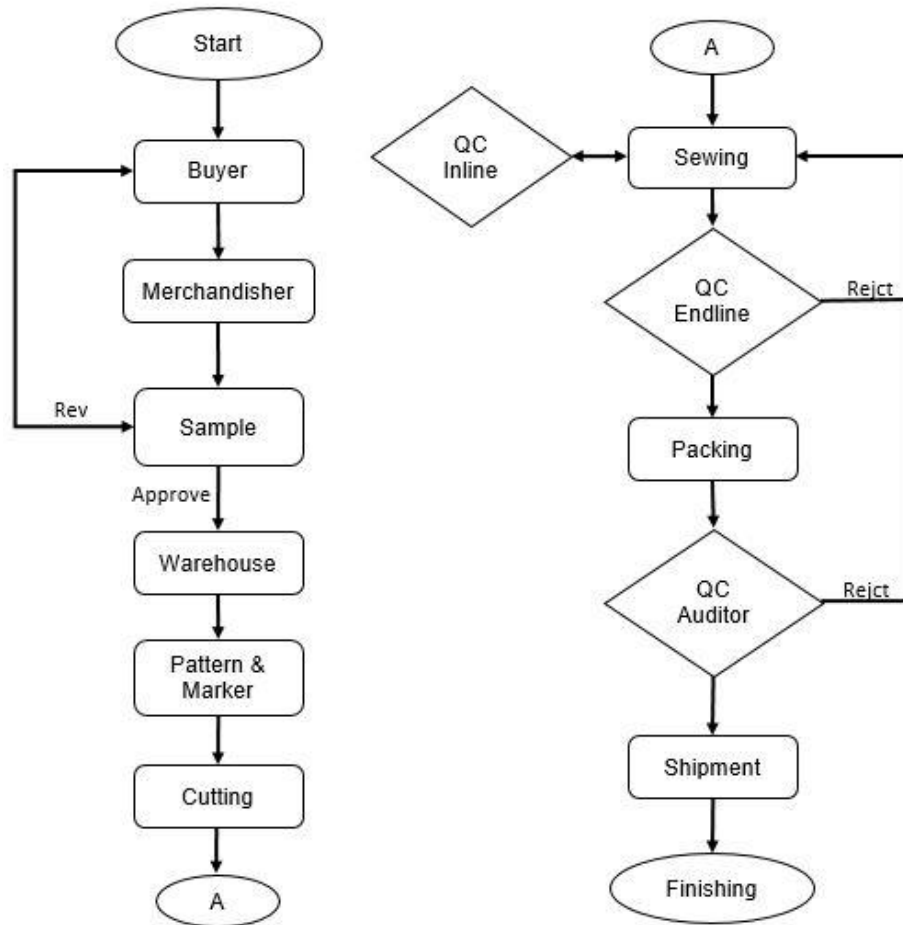 Start
Buyer
Merchandisher
Rev
Sample
Approve
Warehouse
Pattern &
Marker
Cutting
A
A
QC
Inline
Sewing
QC
Endline
Rejct
Packing
QC
Auditor
Rejct
Shipment
Finishing